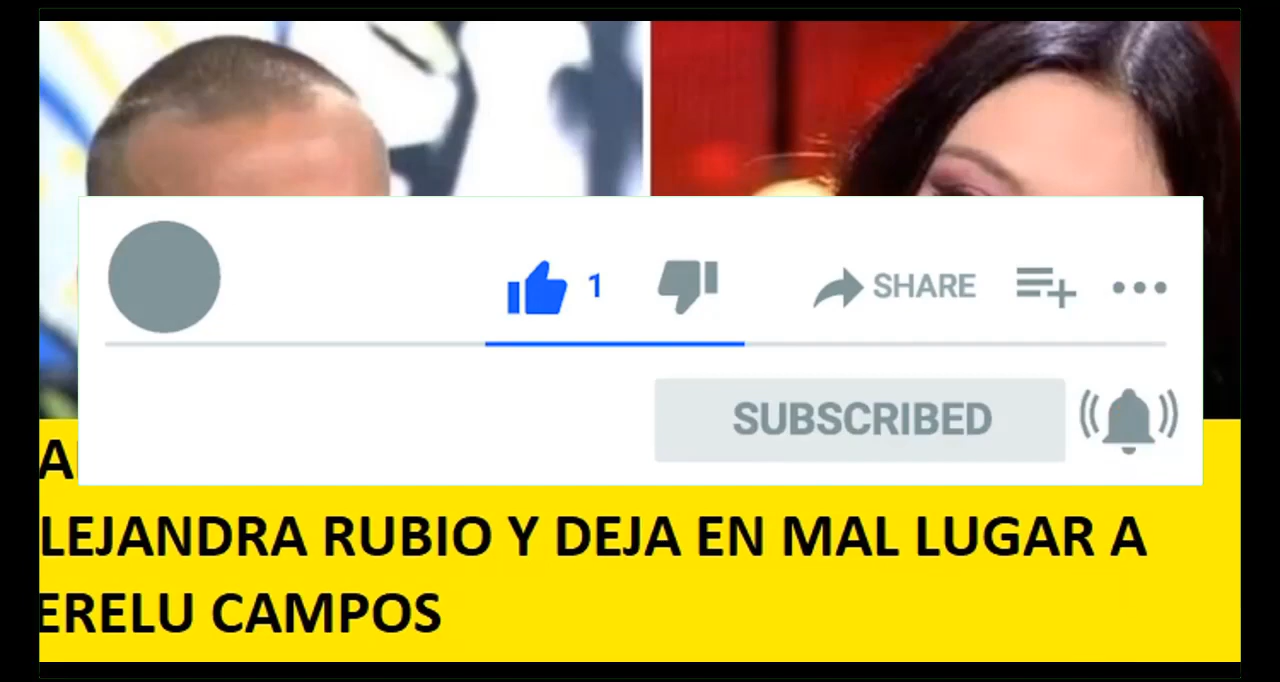 1
SHARE
SUBSCRIBED
A
LEJANDRA RUBIO Y DEJA EN MAL LUGAR A
ERELU CAMPOS